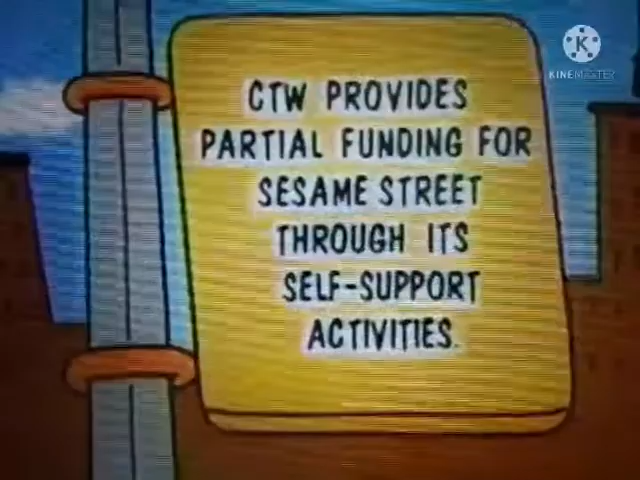 KINEMASTER
CTW PROVIDES
PARTIAL FUNDING FOR
SESAME STREET
THROUGH ITS
SELF-SUPPORT
ACTIVITIES.